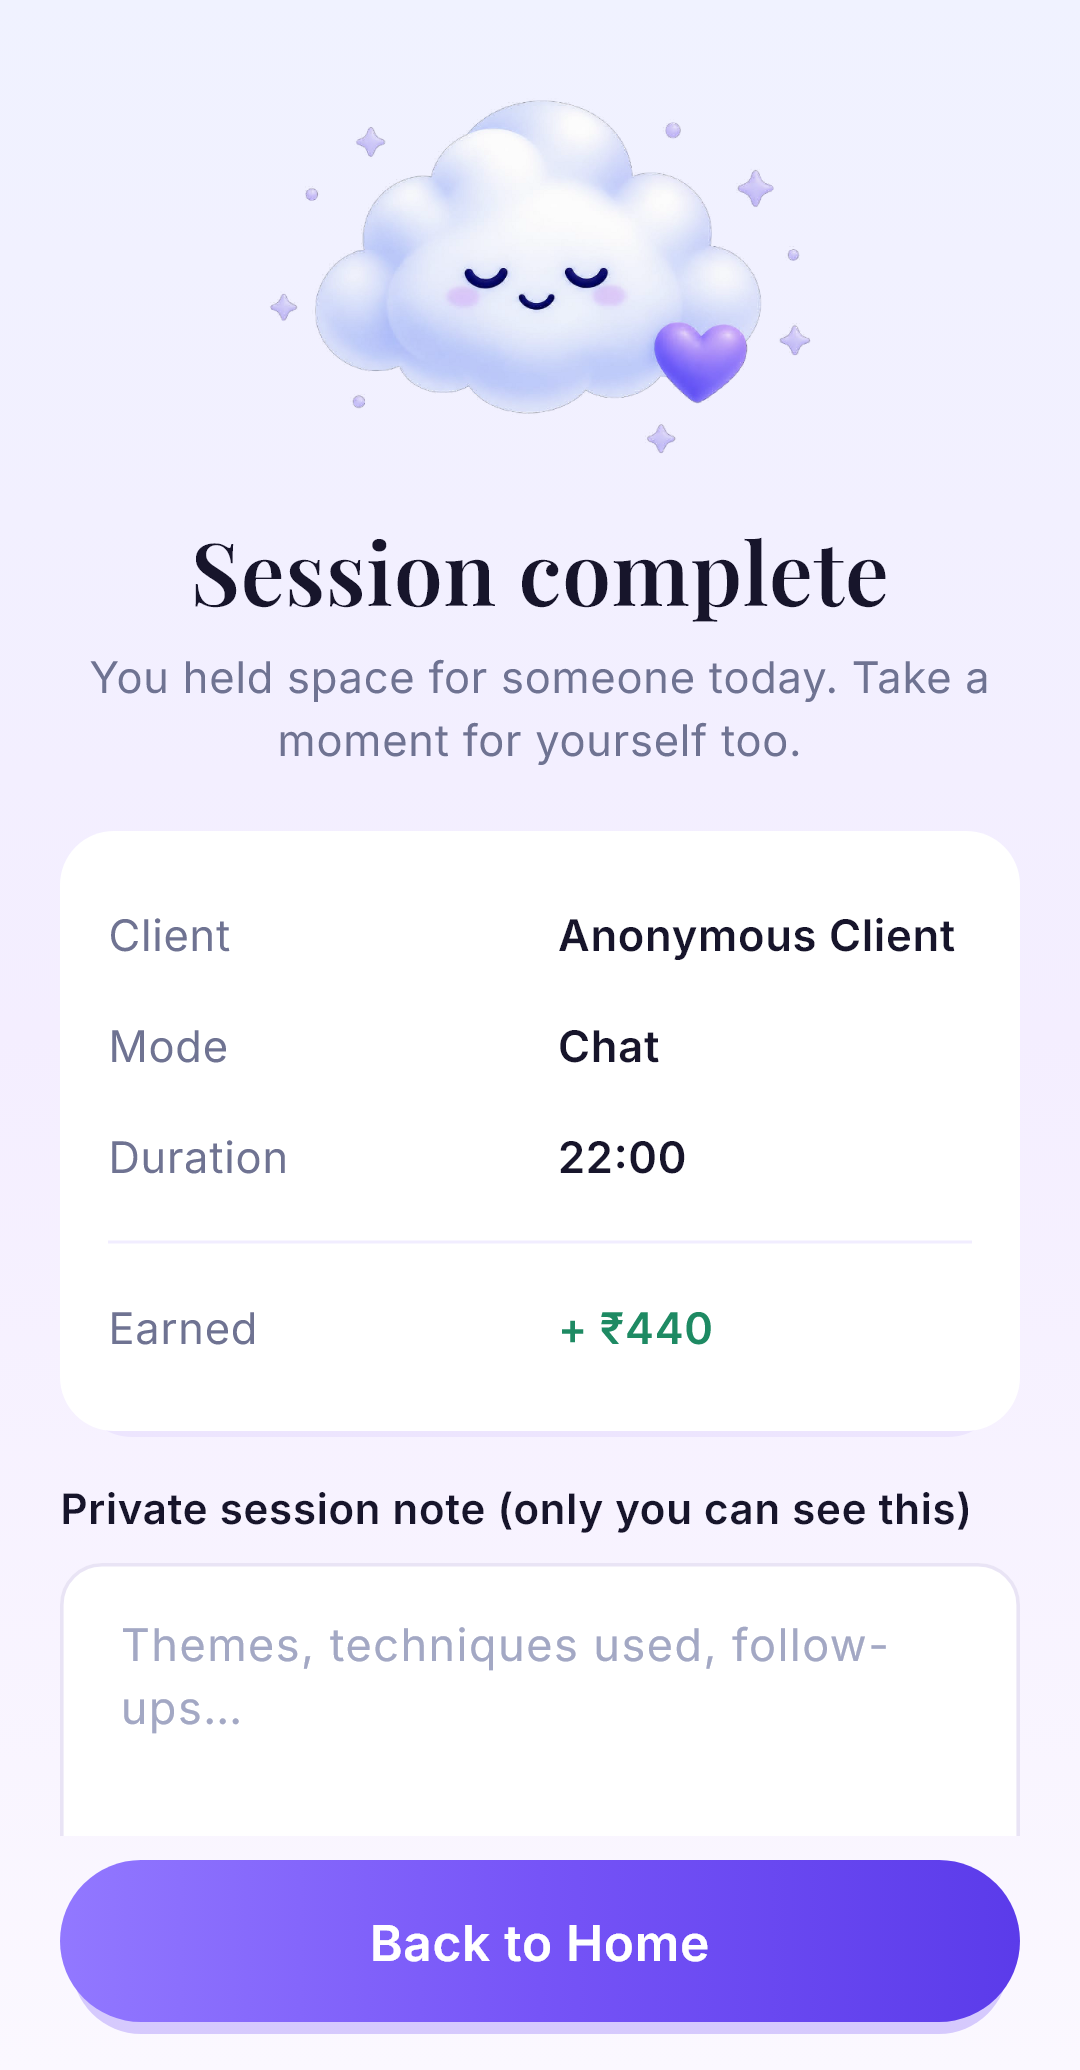 Session complete
You held space for someone today. Take a
moment for yourself too.
Client Anonymous Client
Mode Chat
Duration 22:00
Earned + ₹440
Private session note (only you can see this)
Themes, techniques used, follow-
ups...
Back to Home